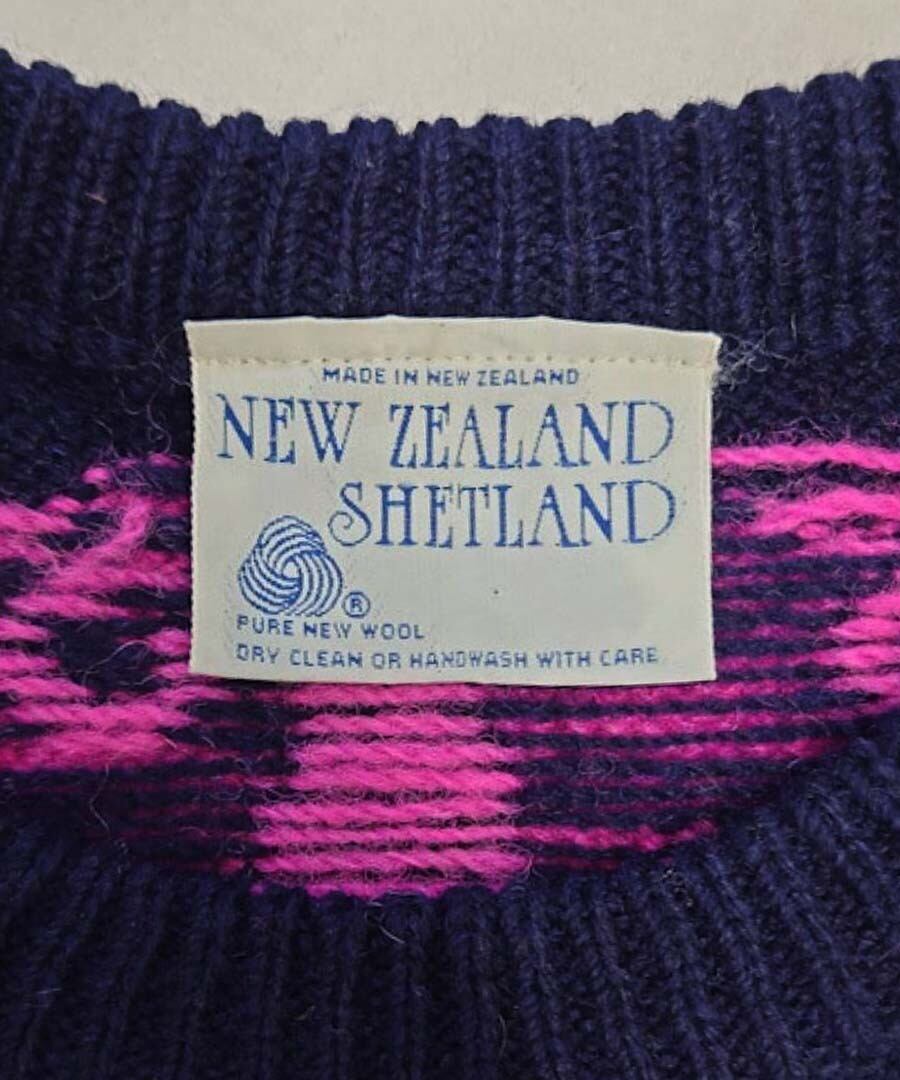 MADE IN NEW ZEALAND
NEW ZEALAND
SHETLAND
®
PURE NEW WOOL
DRY CLEAN OR HANDWASH WITH CARE